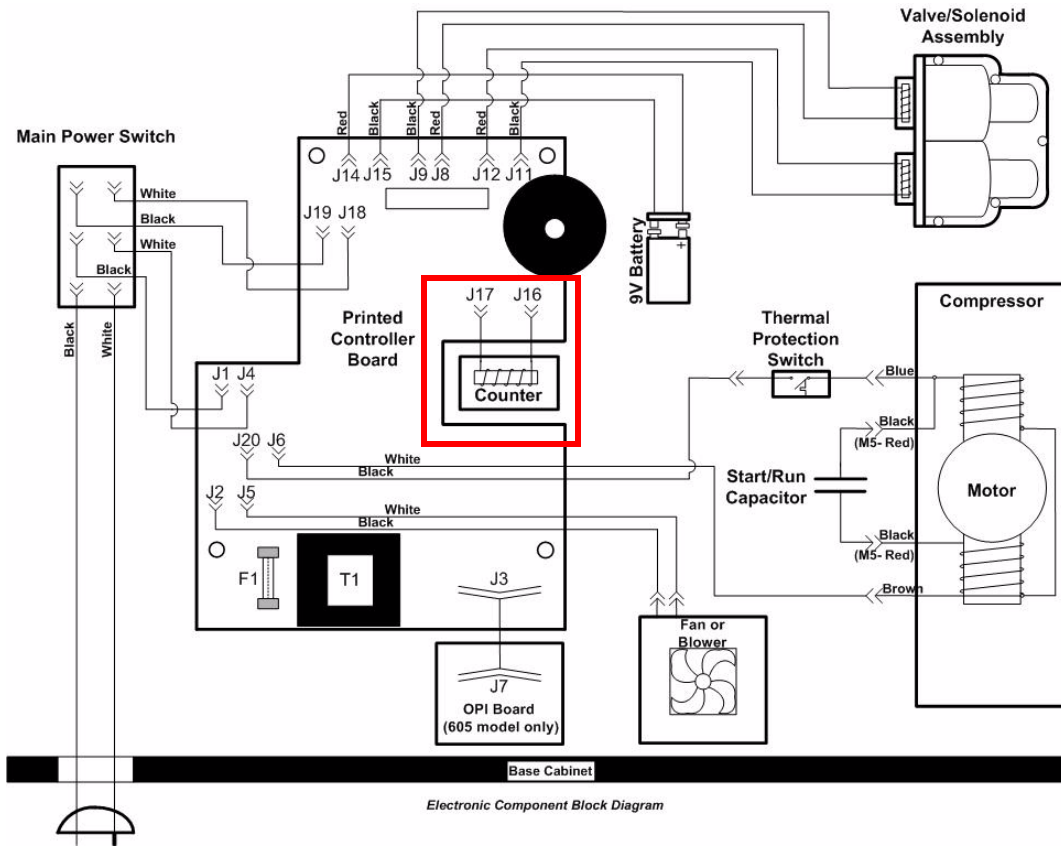 Valve/Solenoid
Assembly
Main Power Switch
Red
Black
Black
Red
Red
Black
J14 J15 J9 J8 J12 J11
White
Black
White
Black
J19 J18
9V Battery
+
J17 J16
Counter
Printed
Controller
Board
Compressor
Thermal
Protection
Switch
Blue
Black
(M5- Red)
Start/Run
Capacitor
Motor
Black
(M5- Red)
Brown
Black
White
J1 J4
J20 J6
White
Black
J2 J5
White
Black
F1
T1
J3
J7
OPI Board
(605 model only)
Fan or
Blower
Base Cabinet
Electronic Component Block Diagram